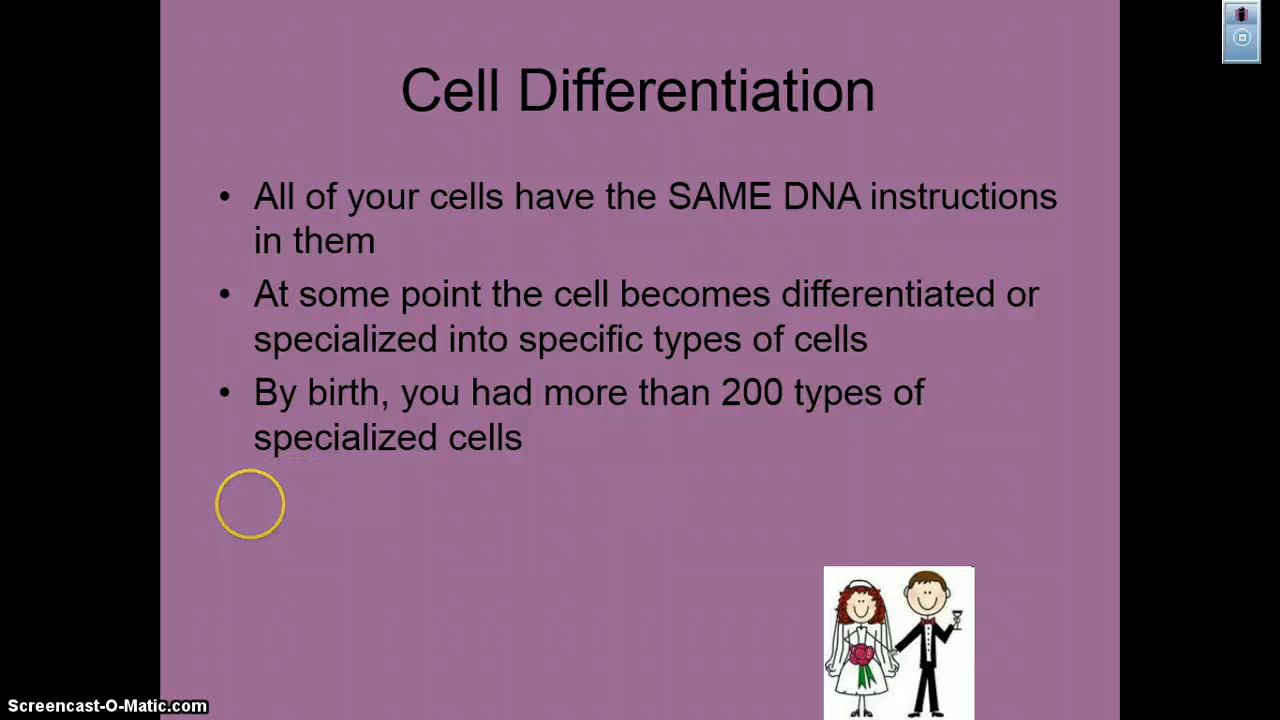 Cell Differentiation
• All of your cells have the SAME DNA instructions
in them
• At some point the cell becomes differentiated or
specialized into specific types of cells
• By birth, you had more than 200 types of
specialized cells
Screencast-O-Matic.com